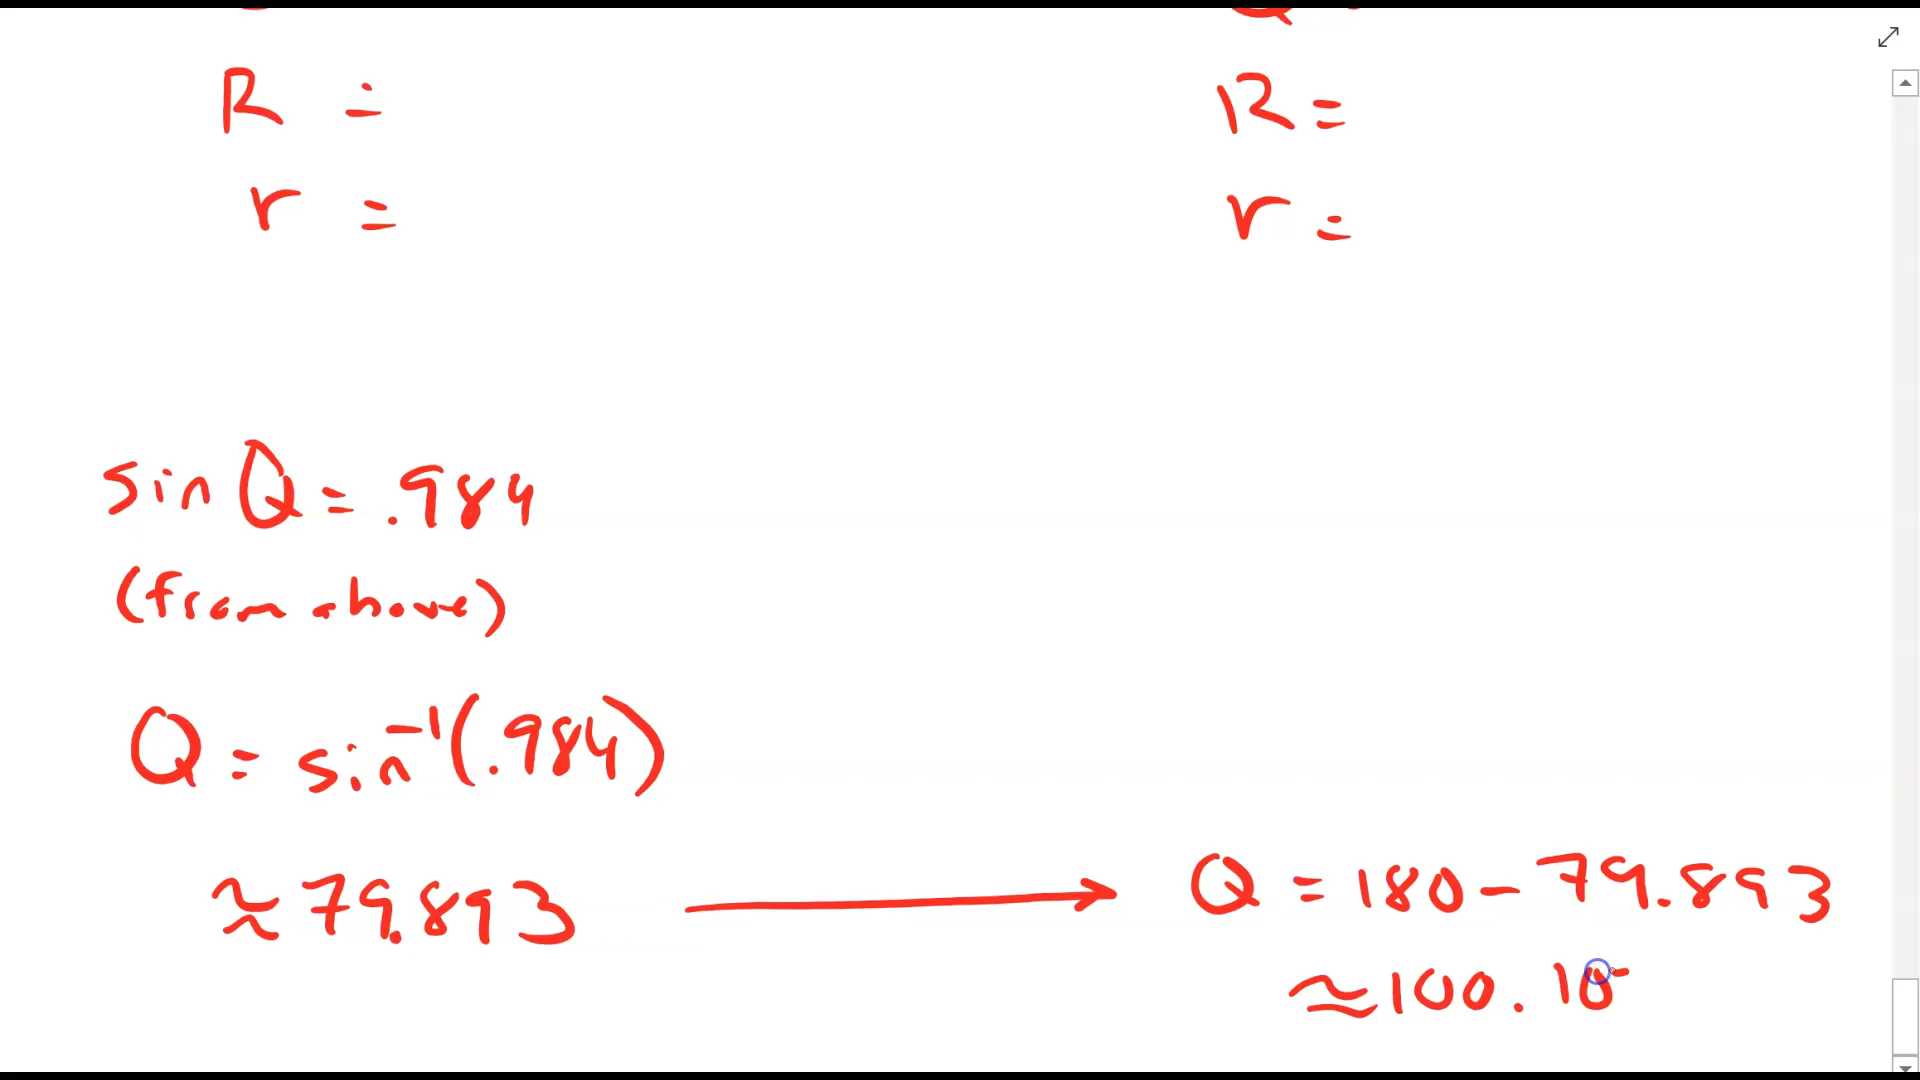 R = R =
r = r =
sin Q = .984
(from above)
Q = sin⁻¹(.984)
≈ 79.893 → Q = 180 - 79.893
≈ 100.10